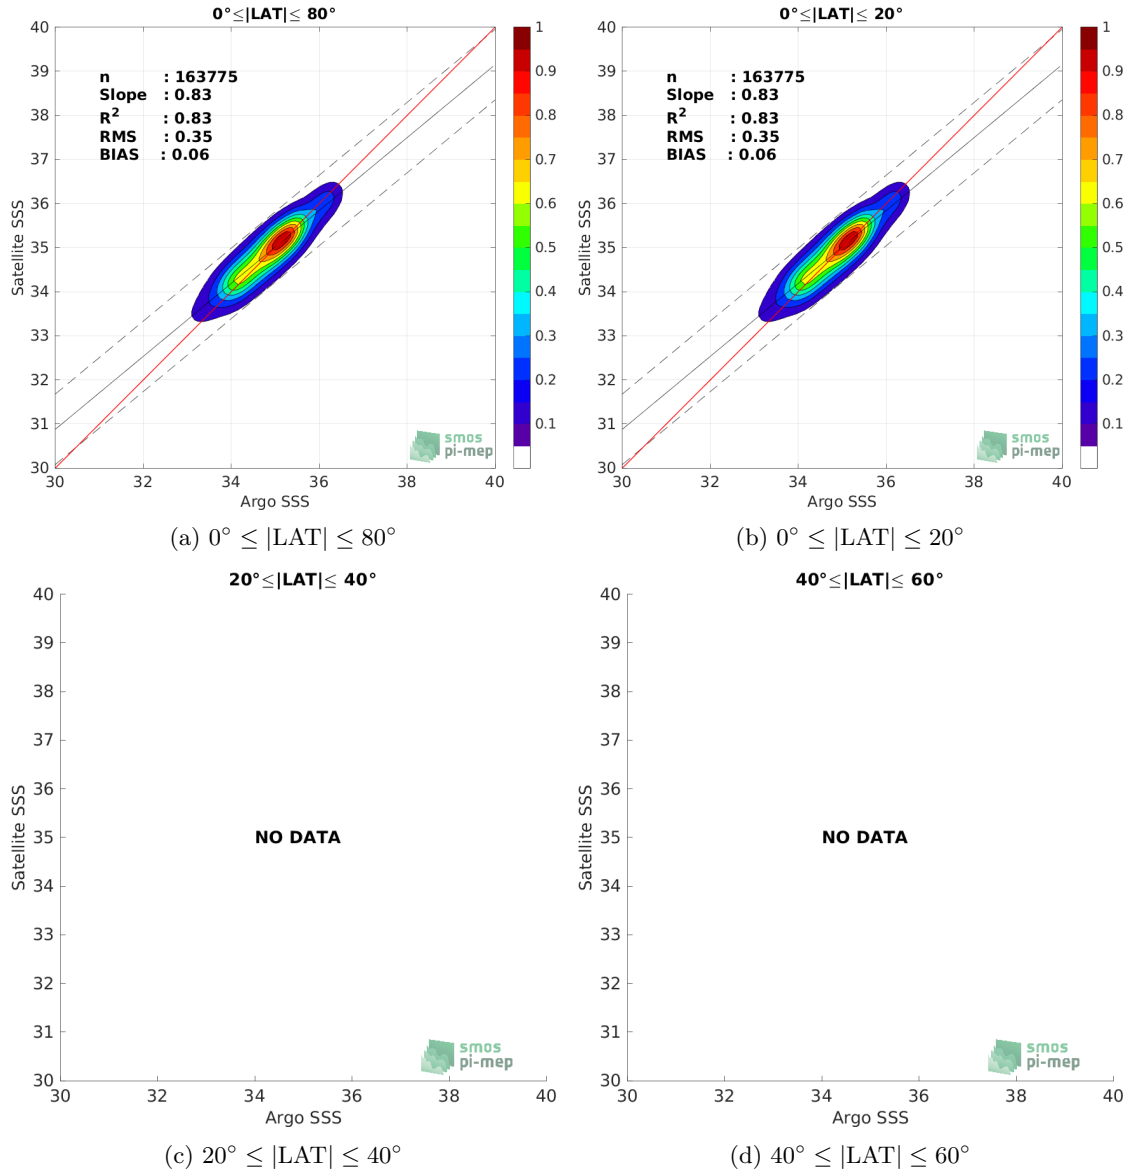 0°≤|LAT|≤ 80°
40
39
38
37
36
35
34
33
32
31
30
Satellite SSS
n : 163775
Slope : 0.83
R² : 0.83
RMS : 0.35
BIAS : 0.06
smos
pi-mep
30 32 34 36 38 40
Argo SSS
1
0.9
0.8
0.7
0.6
0.5
0.4
0.3
0.2
0.1
(a) 0° ≤ |LAT| ≤ 80°
0°≤|LAT|≤ 20°
40
39
38
37
36
35
34
33
32
31
30
Satellite SSS
n : 163775
Slope : 0.83
R² : 0.83
RMS : 0.35
BIAS : 0.06
smos
pi-mep
30 32 34 36 38 40
Argo SSS
1
0.9
0.8
0.7
0.6
0.5
0.4
0.3
0.2
0.1
(b) 0° ≤ |LAT| ≤ 20°
20°≤|LAT|≤ 40°
40
39
38
37
36
35
34
33
32
31
30
Satellite SSS
NO DATA
smos
pi-mep
30 32 34 36 38 40
Argo SSS
(c) 20° ≤ |LAT| ≤ 40°
40°≤|LAT|≤ 60°
40
39
38
37
36
35
34
33
32
31
30
Satellite SSS
NO DATA
smos
pi-mep
30 32 34 36 38 40
Argo SSS
(d) 40° ≤ |LAT| ≤ 60°